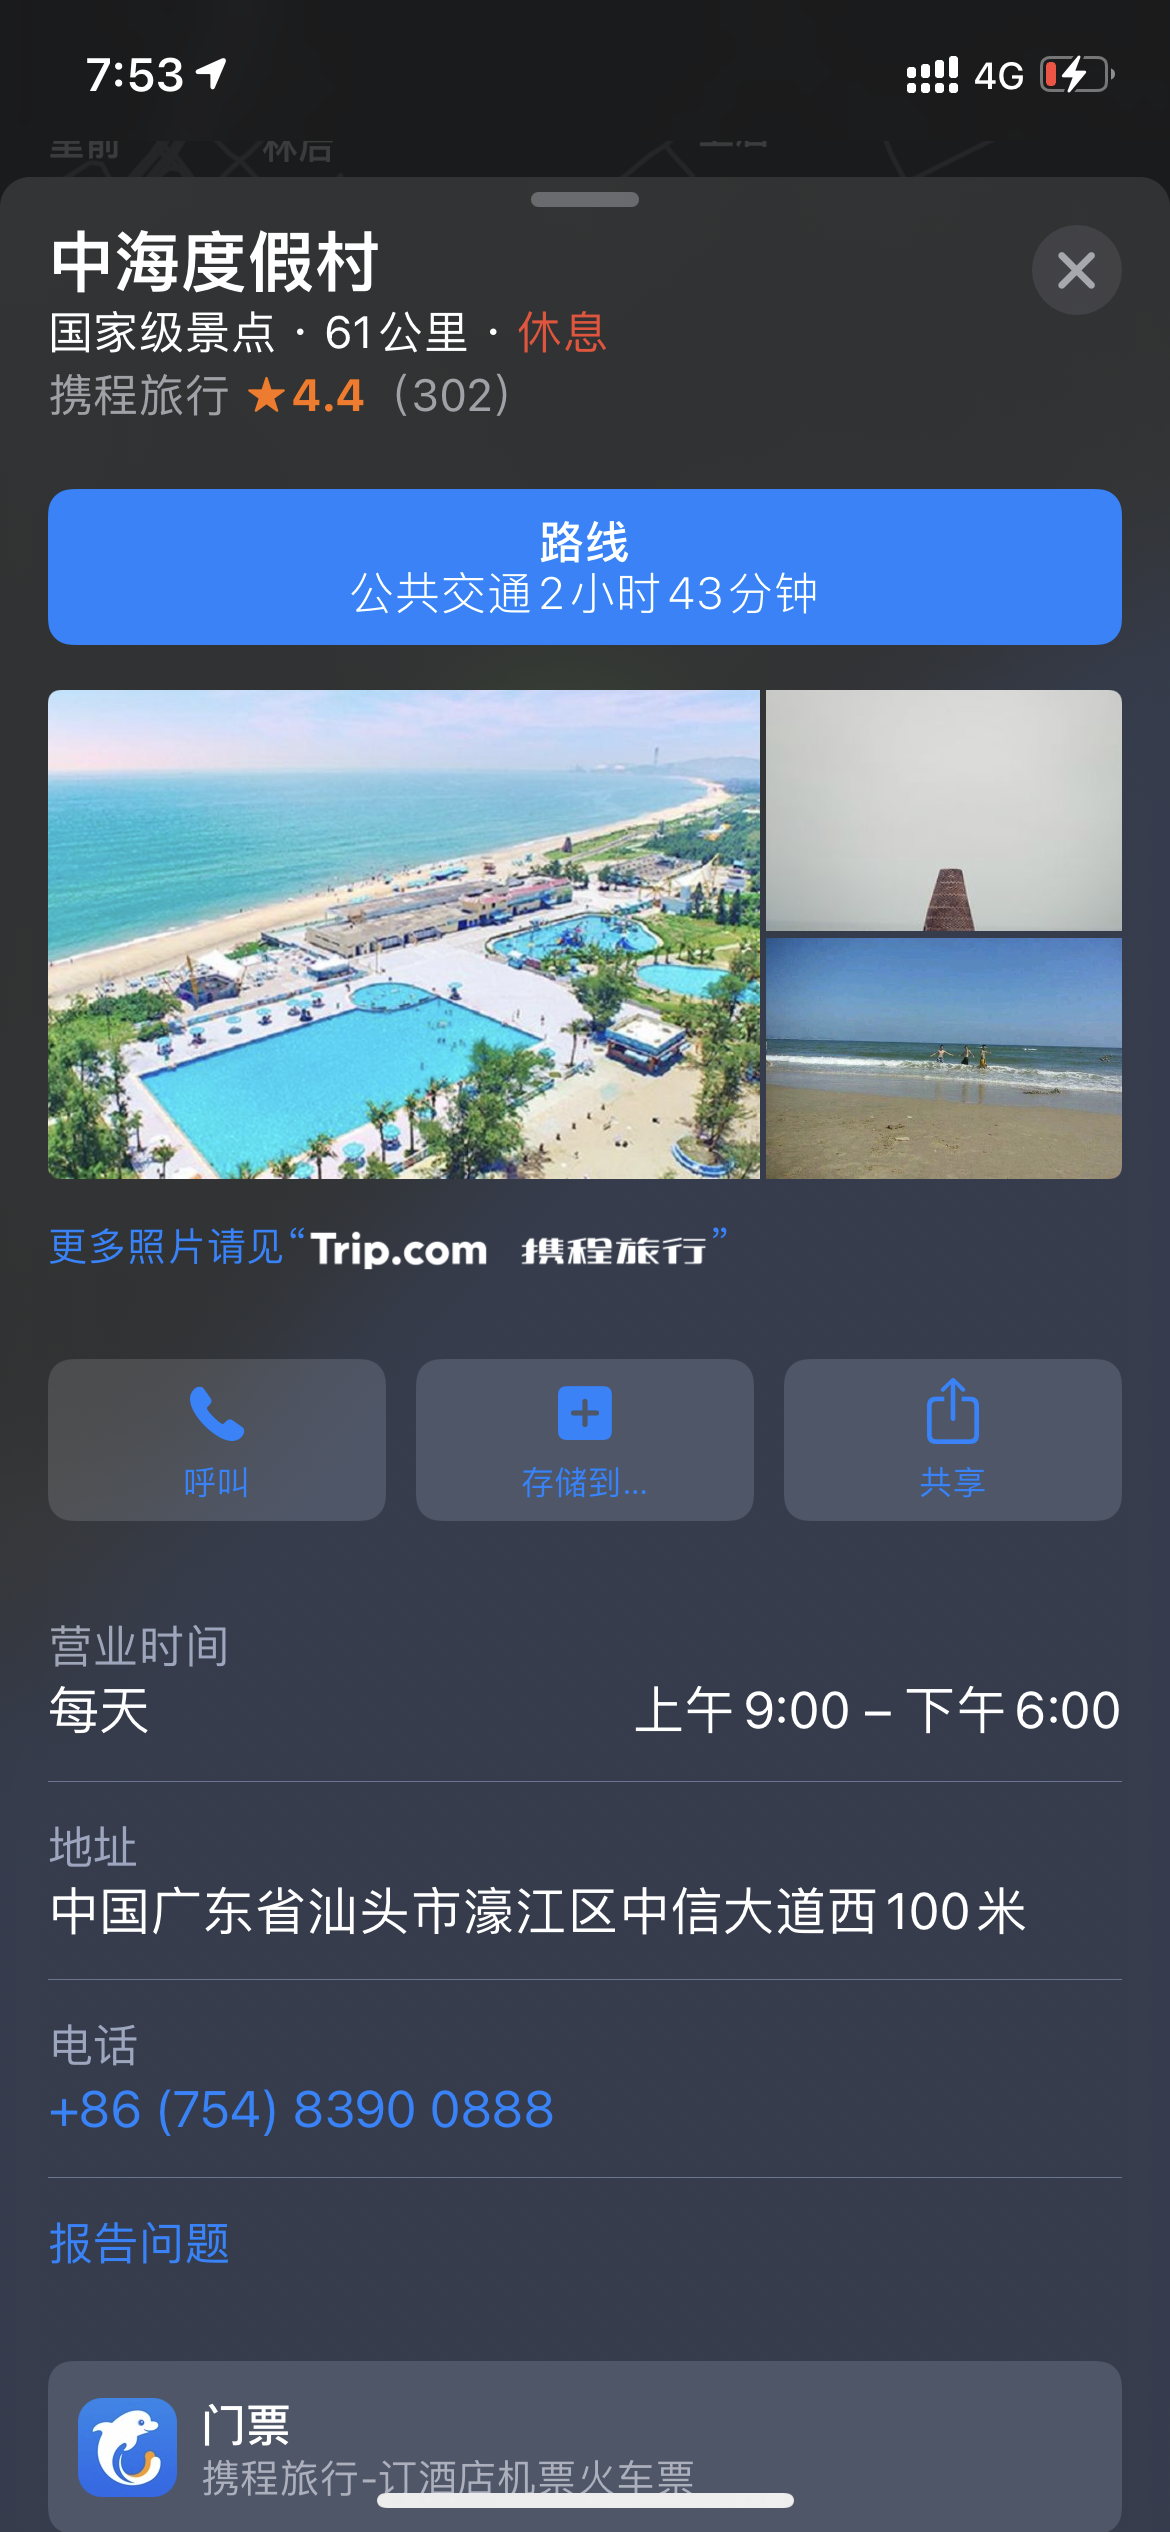 7:53
4G
中海度假村
国家级景点 · 61公里 · 休息
携程旅行 ★4.4（302）
路线
公共交通2小时43分钟
更多照片请见“Trip.com 携程旅行”
呼叫
存储到...
共享
营业时间
每天
上午9:00 – 下午6:00
地址
中国广东省汕头市濠江区中信大道西100米
电话
+86 (754) 8390 0888
报告问题
门票
携程旅行-订酒店机票火车票